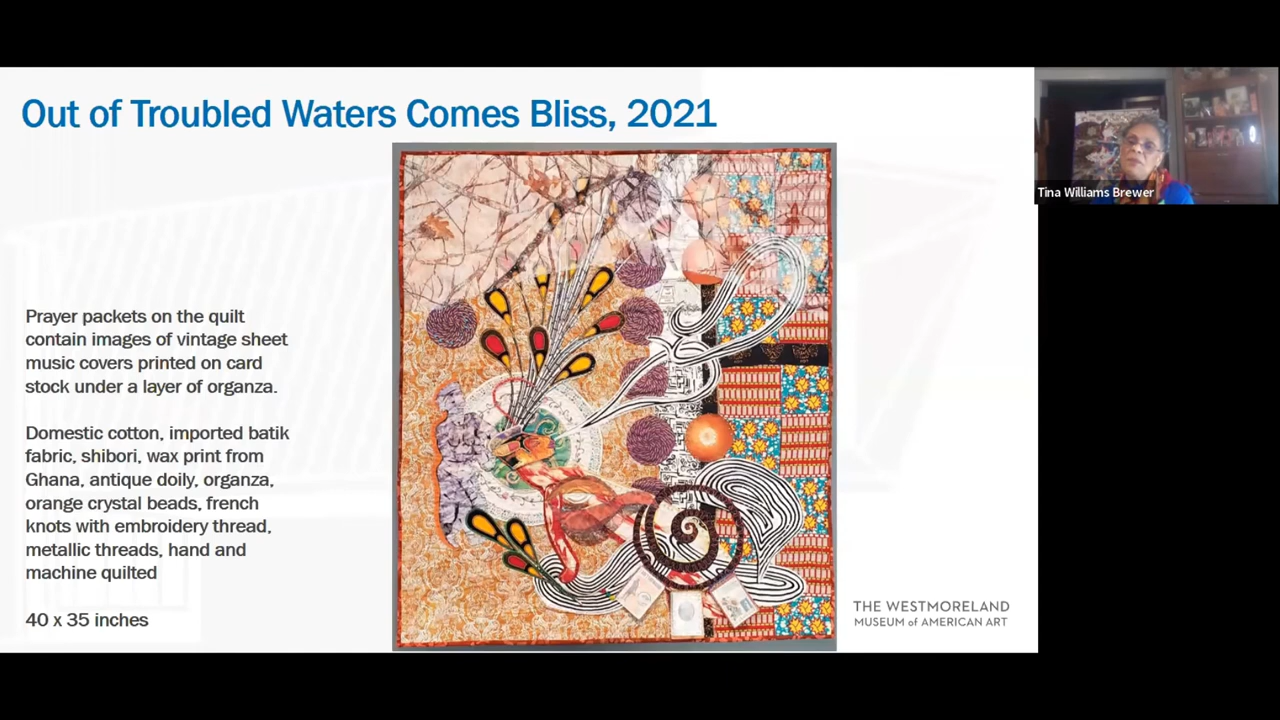 Out of Troubled Waters Comes Bliss, 2021
Tina Williams Brewer
Prayer packets on the quilt
contain images of vintage sheet
music covers printed on card
stock under a layer of organza.
Domestic cotton, imported batik
fabric, shibori, wax print from
Ghana, antique doily, organza,
orange crystal beads, french
knots with embroidery thread,
metallic threads, hand and
machine quilted
40 x 35 inches
THE WESTMORELAND
MUSEUM of AMERICAN ART